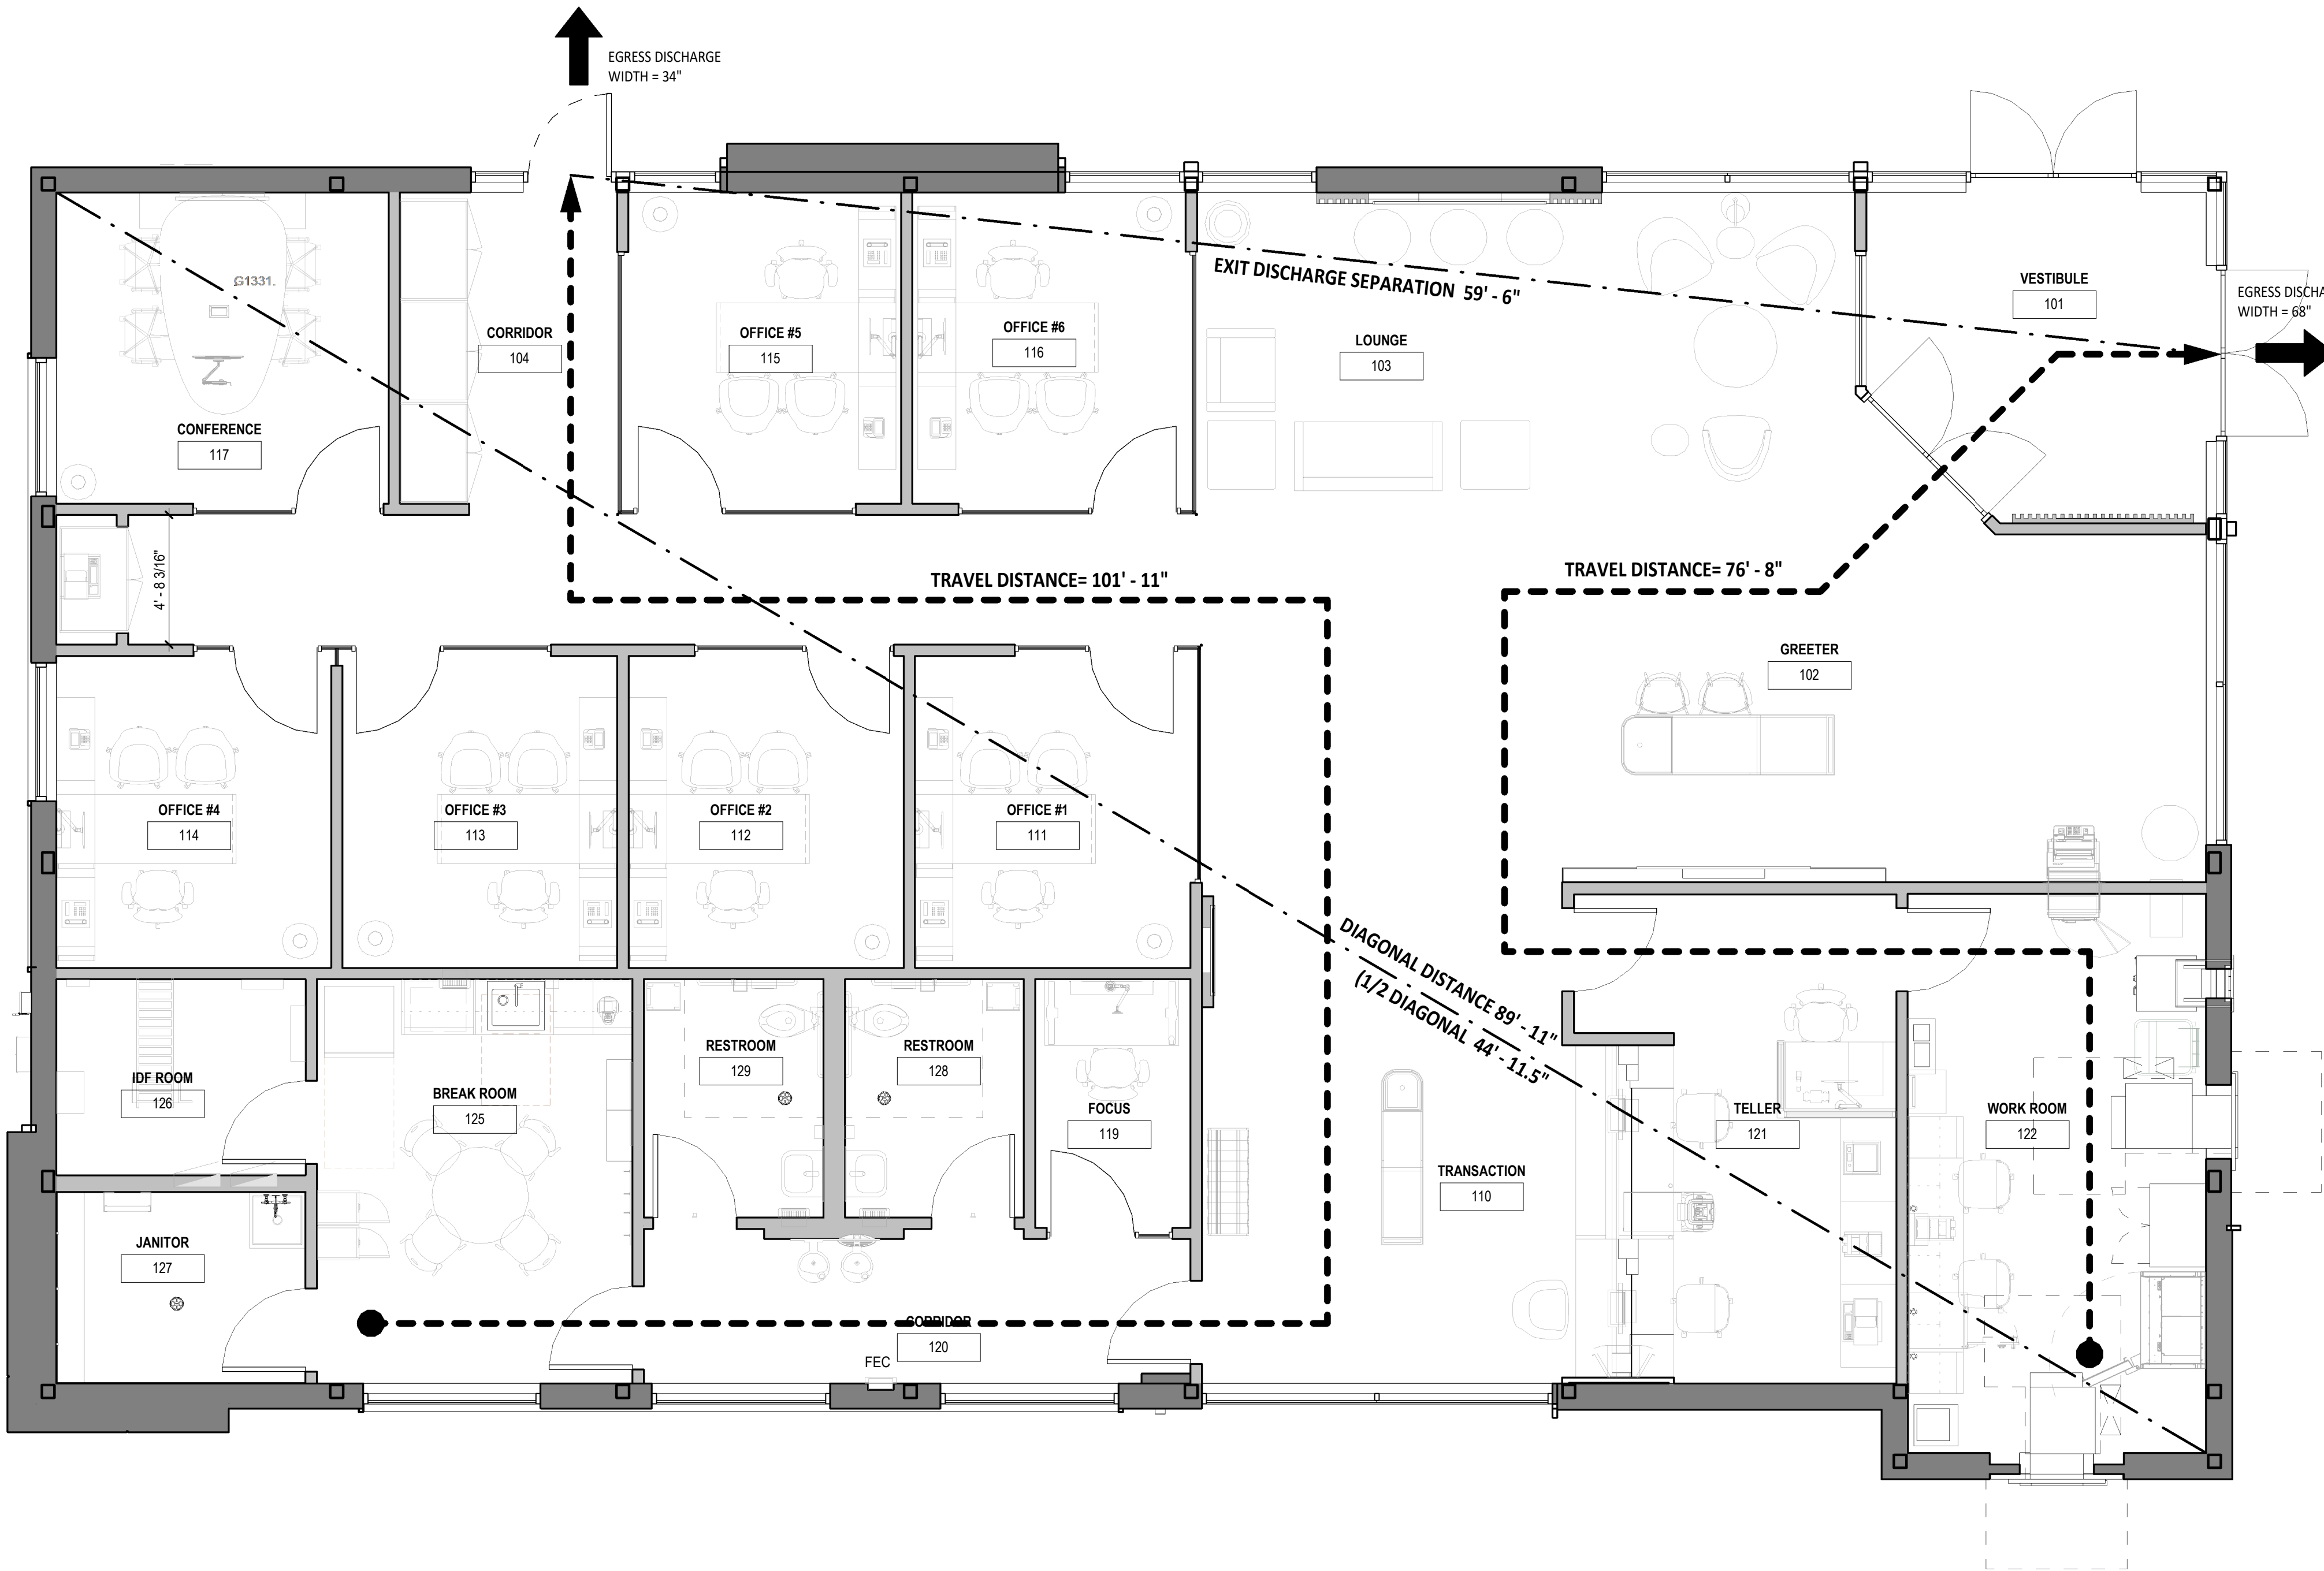 EGRESS DISCHARGE
WIDTH = 34"
G1331.
CONFERENCE
117
CORRIDOR
104
OFFICE #5
115
OFFICE #6
116
EXIT DISCHARGE SEPARATION 59' - 6"
LOUNGE
103
VESTIBULE
101
EGRESS DISCHA
WIDTH = 68"
4' - 8 3/16"
TRAVEL DISTANCE= 101' - 11"
TRAVEL DISTANCE= 76' - 8"
GREETER
102
OFFICE #4
114
OFFICE #3
113
OFFICE #2
112
OFFICE #1
111
DIAGONAL DISTANCE 89' - 11"
(1/2 DIAGONAL 44' - 11.5"
IDF ROOM
126
BREAK ROOM
125
RESTROOM
129
RESTROOM
128
FOCUS
119
TRANSACTION
110
TELLER
121
WORK ROOM
122
JANITOR
127
CORRIDOR
120
FEC